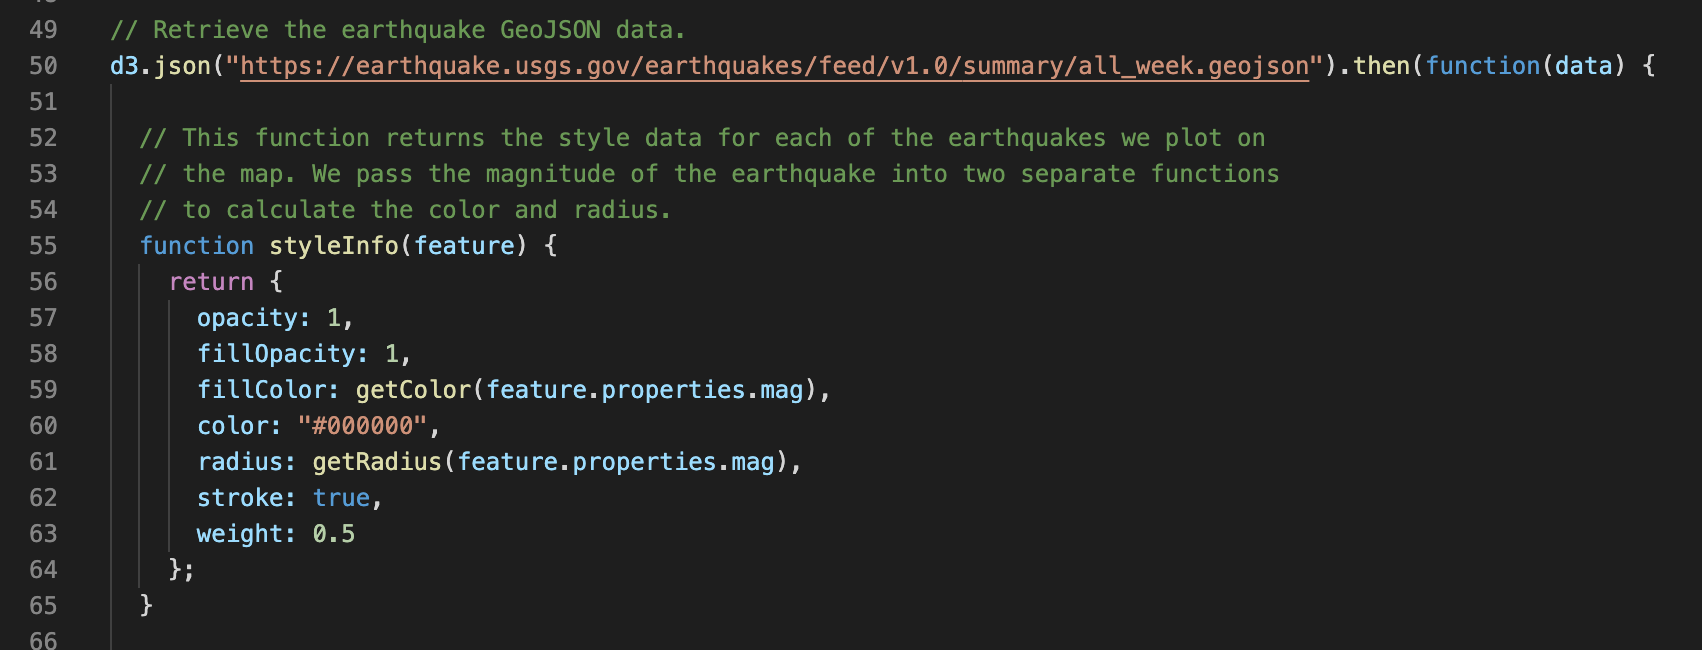 49 // Retrieve the earthquake GeoJSON data.
50 d3.json("https://earthquake.usgs.gov/earthquakes/feed/v1.0/summary/all_week.geojson").then(function(data) {
51
52 // This function returns the style data for each of the earthquakes we plot on
53 // the map. We pass the magnitude of the earthquake into two separate functions
54 // to calculate the color and radius.
55 function styleInfo(feature) {
56 return {
57 opacity: 1,
58 fillOpacity: 1,
59 fillColor: getColor(feature.properties.mag),
60 color: "#000000",
61 radius: getRadius(feature.properties.mag),
62 stroke: true,
63 weight: 0.5
64 };
65 }
66